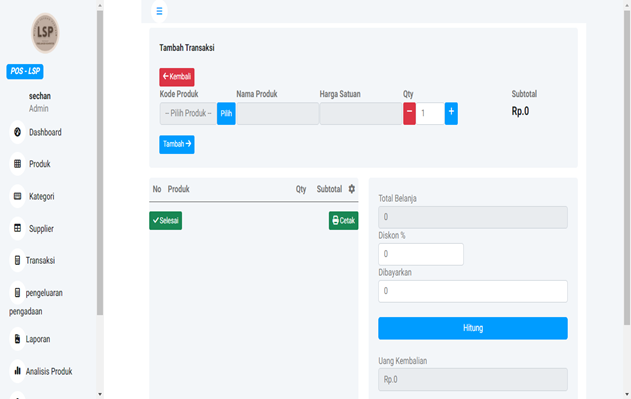 LSP
POS - LSP
sechan
Admin
Dashboard
Produk
Kategori
Supplier
Transaksi
pengeluaran
pengadaan
Laporan
Analisis Produk
Tambah Transaksi
Kembali
Kode Produk Nama Produk Harga Satuan Qty Subtotal
-- Pilih Produk -- Pilih − 1 + Rp.0
Tambah
No Produk Qty Subtotal
Selesai Cetak
Total Belanja
0
Diskon %
0
Dibayarkan
0
Hitung
Uang Kembalian
Rp.0